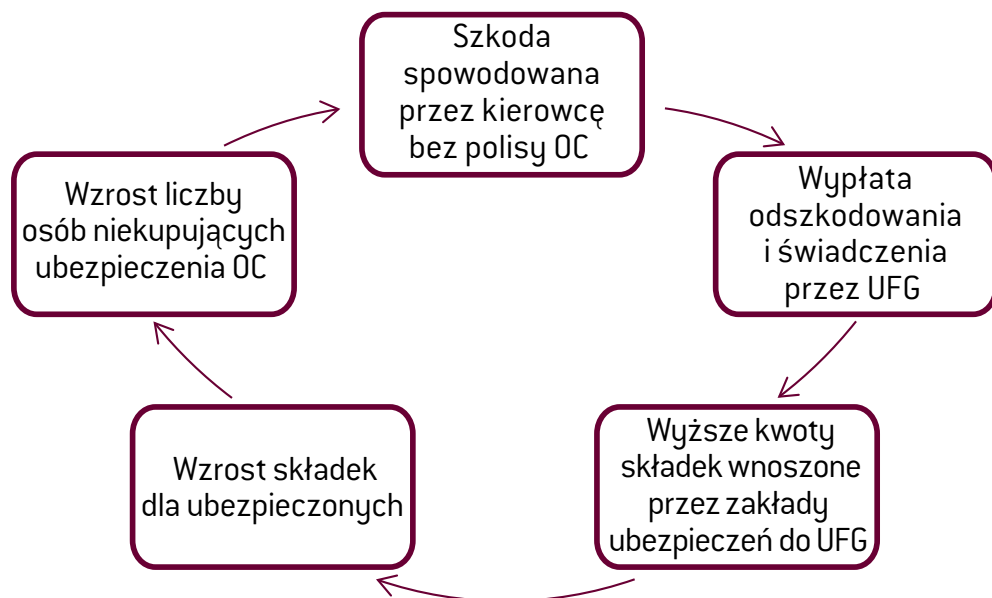 Szkoda
spowodowana
przez kierowcę
bez polisy OC
Wypłata
odszkodowania
i świadczenia
przez UFG
Wyższe kwoty
składek wnoszone
przez zakłady
ubezpieczeń do UFG
Wzrost składek
dla ubezpieczonych
Wzrost liczby
osób niekupujących
ubezpieczenia OC